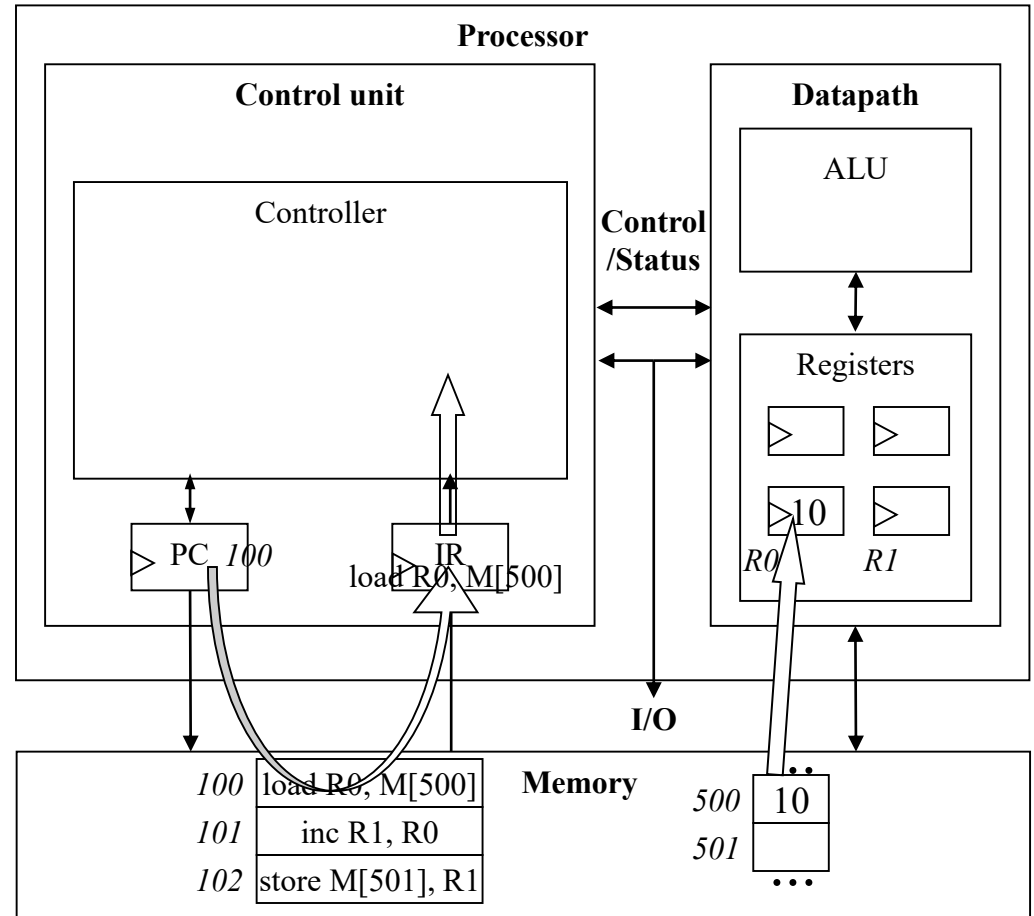 Processor
Control unit
Datapath
Controller
ALU
Control
/Status
Registers
10
R0
R1
PC
100
IR
load R0, M[500]
I/O
Memory
100
load R0, M[500]
101
inc R1, R0
102
store M[501], R1
500
10
501